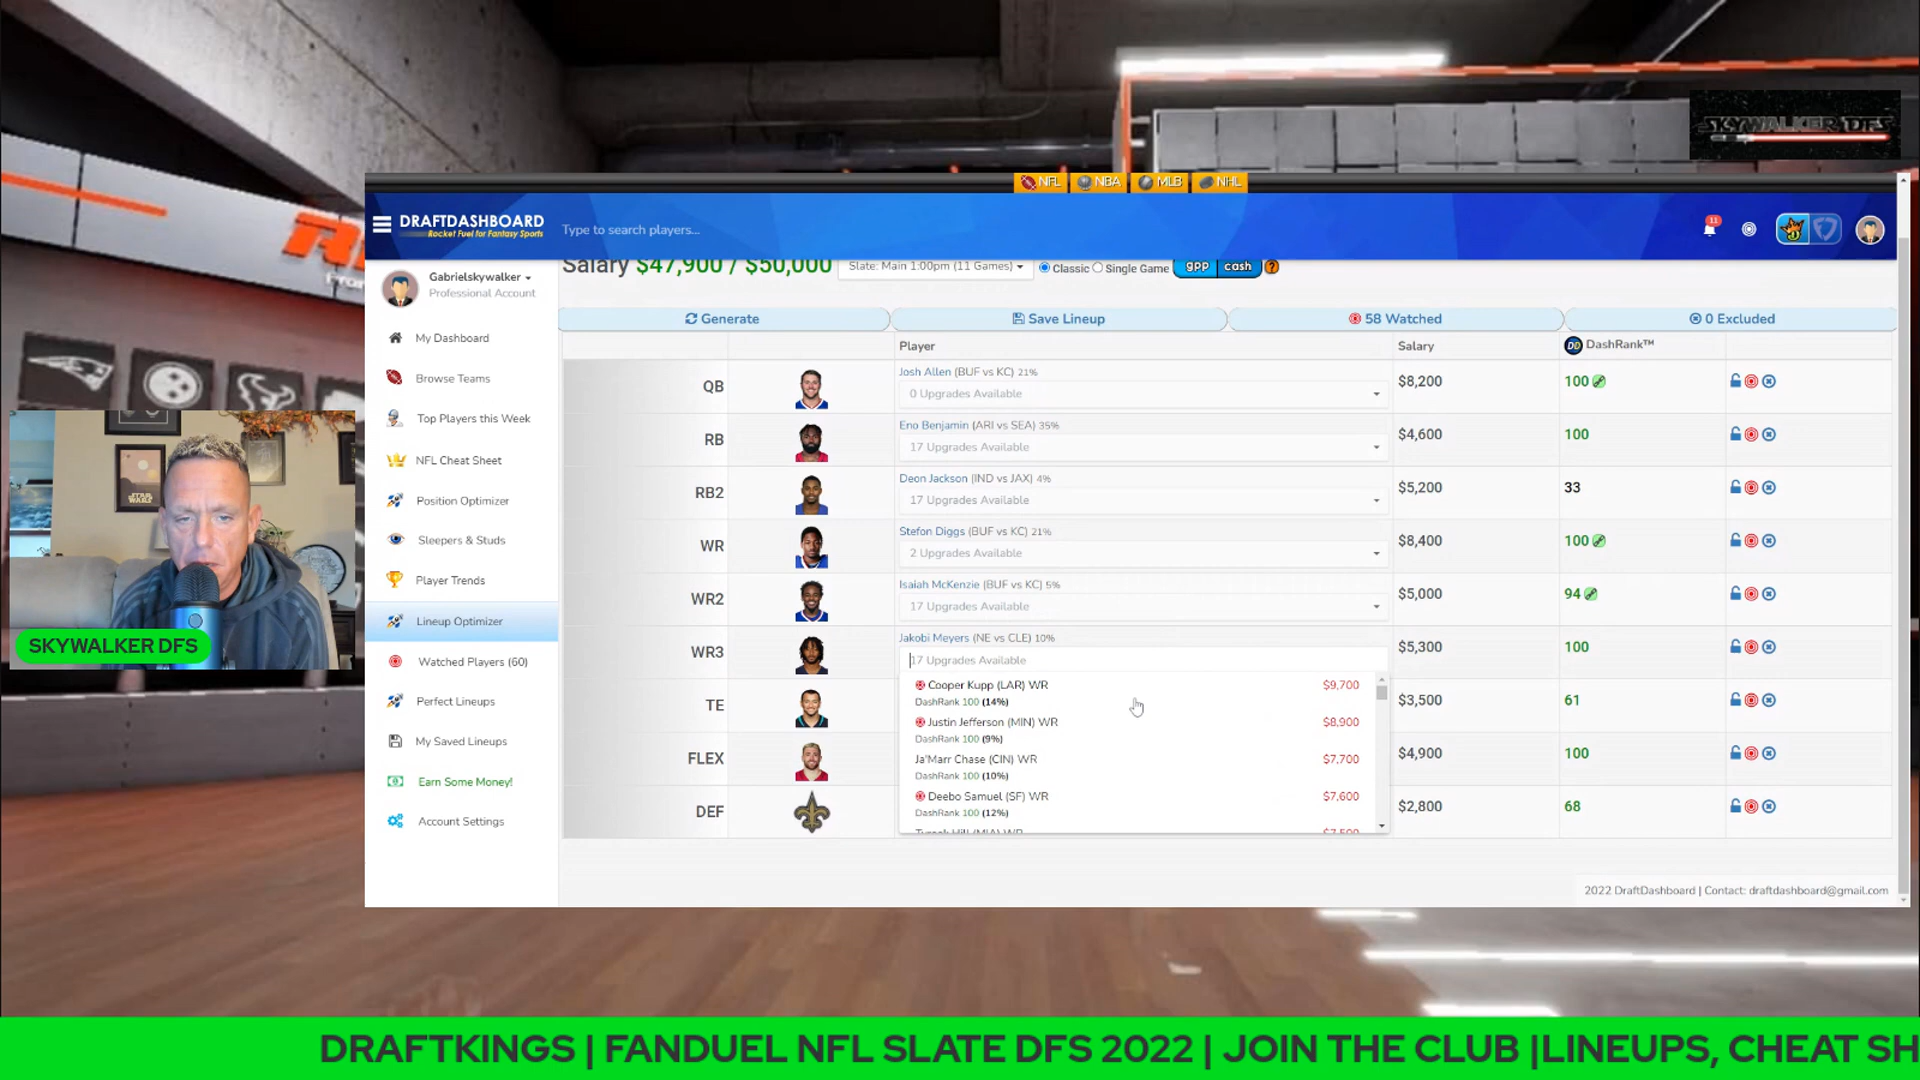 SKYWALKER DFS
NFL
NBA
MLB
NHL
DRAFTDASHBOARD
Rocket Fuel for Fantasy Sports
Type to search players...
11
Gabrielskywalker
Professional Account
My Dashboard
Browse Teams
Top Players this Week
NFL Cheat Sheet
Position Optimizer
Sleepers & Studs
Player Trends
Lineup Optimizer
Watched Players (60)
Perfect Lineups
My Saved Lineups
Earn Some Money!
Account Settings
Salary $47,900 / $50,000
Slate: Main 1:00pm (11 Games)
Classic
Single Game
gpp
cash
?
Generate
Save Lineup
58 Watched
0 Excluded
Player
Salary
DD DashRank™
QB
Josh Allen (BUF vs KC) 21%
0 Upgrades Available
$8,200
100
RB
Eno Benjamin (ARI vs SEA) 35%
17 Upgrades Available
$4,600
100
RB2
Deon Jackson (IND vs JAX) 4%
17 Upgrades Available
$5,200
33
WR
Stefon Diggs (BUF vs KC) 21%
2 Upgrades Available
$8,400
100
WR2
Isaiah McKenzie (BUF vs KC) 5%
17 Upgrades Available
$5,000
94
WR3
Jakobi Meyers (NE vs CLE) 10%
17 Upgrades Available
$5,300
100
Cooper Kupp (LAR) WR
$9,700
DashRank 100 (14%)
Justin Jefferson (MIN) WR
$8,900
DashRank 100 (9%)
Ja'Marr Chase (CIN) WR
$7,700
DashRank 100 (10%)
Deebo Samuel (SF) WR
$7,600
DashRank 100 (12%)
Tyreek Hill (MIA) WR
$7,500
TE
$3,500
61
FLEX
$4,900
100
DEF
$2,800
68
2022 DraftDashboard | Contact: draftdashboard@gmail.com
STAR WARS
SKYWALKER DFS
DRAFTKINGS | FANDUEL NFL SLATE DFS 2022 | JOIN THE CLUB |LINEUPS, CHEAT SH